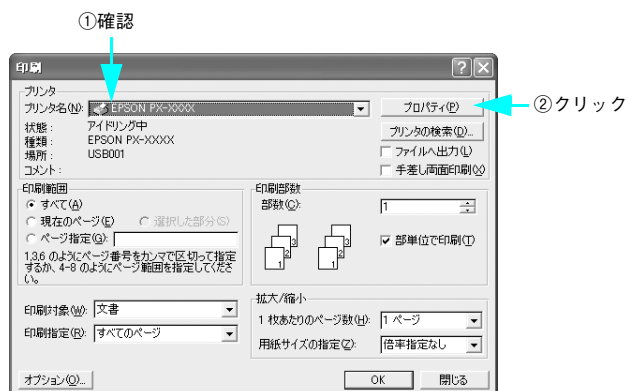 ①確認
印刷
プリンタ
プリンタ名(N): EPSON PX-XXXX
プロパティ(P)
②クリック
状態： アイドリング中
種類： EPSON PX-XXXX
場所： USB001
コメント：
プリンタの検索(D)...
ファイルへ出力(L)
手差し両面印刷(X)
印刷範囲
すべて(A)
現在のページ(E) 選択した部分(S)
ページ指定(G):
1,3,6 のようにページ番号をカンマで区切って指定
するか、4-8 のようにページ範囲を指定してくださ
い。
印刷部数
部数(C): 1
1 1 2 2 3 3
部単位で印刷(T)
印刷対象(W): 文書
印刷指定(R): すべてのページ
拡大/縮小
1 枚あたりのページ数(H): 1 ページ
用紙サイズの指定(Z): 倍率指定なし
オプション(O)...
OK
閉じる